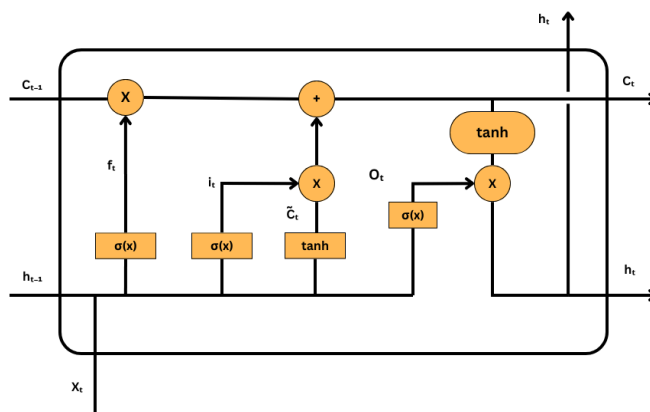 hₜ
Cₜ₋₁
Cₜ
X
+
tanh
fₜ
iₜ
X
Oₜ
X
C̃ₜ
σ(x)
σ(x)
σ(x)
tanh
hₜ₋₁
hₜ
Xₜ